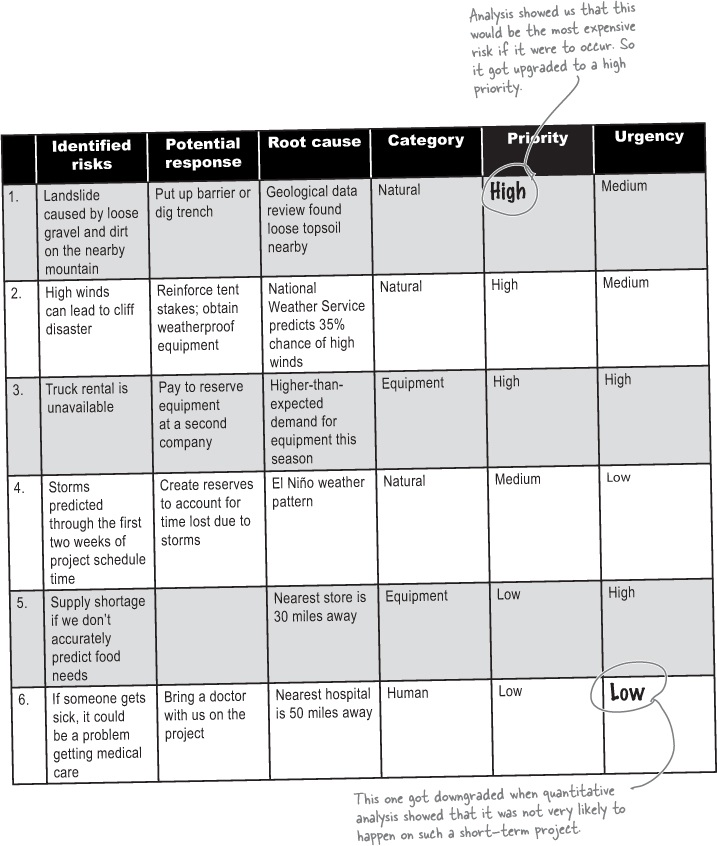 Analysis showed us that this
would be the most expensive
risk if it were to occur. So
it got upgraded to a high
priority.
Identified
risks
Potential
response
Root cause
Category
Priority
Urgency
1.
Landslide
caused by loose
gravel and dirt
on the nearby
mountain
Put up barrier or
dig trench
Geological data
review found
loose topsoil
nearby
Natural
High
Medium
2.
High winds
can lead to cliff
disaster
Reinforce tent
stakes; obtain
weatherproof
equipment
National
Weather Service
predicts 35%
chance of high
winds
Natural
High
Medium
3.
Truck rental is
unavailable
Pay to reserve
equipment
at a second
company
Higher-than-
expected
demand for
equipment this
season
Equipment
High
High
4.
Storms
predicted
through the first
two weeks of
project schedule
time
Create reserves
to account for
time lost due to
storms
El Niño weather
pattern
Natural
Medium
Low
5.
Supply shortage
if we don’t
accurately
predict food
needs
Nearest store is
30 miles away
Equipment
Low
High
6.
If someone gets
sick, it could
be a problem
getting medical
care
Bring a doctor
with us on the
project
Nearest hospital
is 50 miles away
Human
Low
Low
This one got downgraded when quantitative
analysis showed that it was not very likely to
happen on such a short-term project.